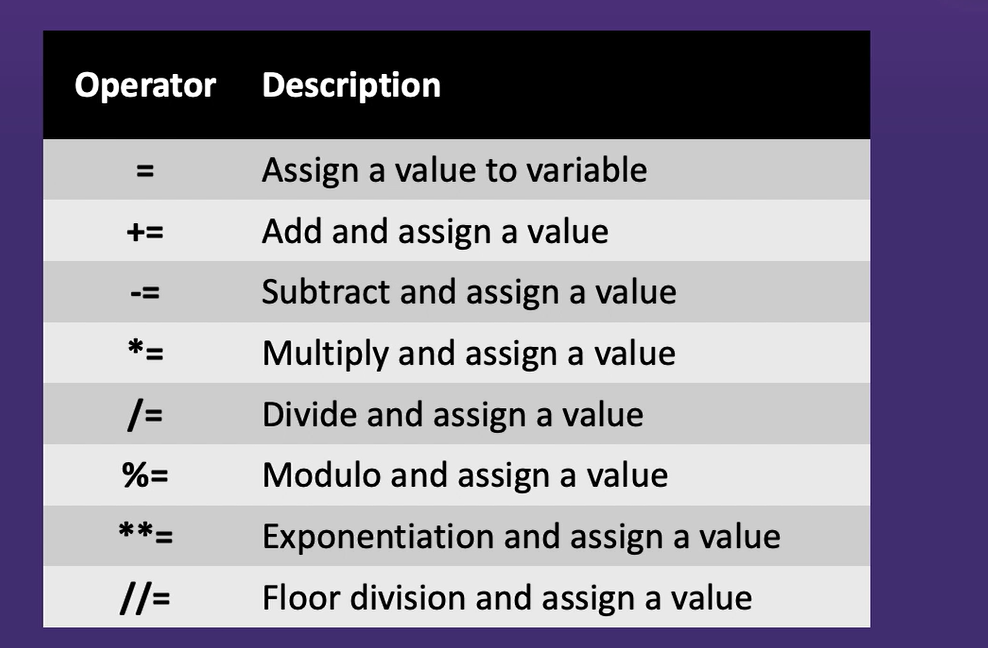 Operator Description
= Assign a value to variable
+= Add and assign a value
-= Subtract and assign a value
*= Multiply and assign a value
/= Divide and assign a value
%= Modulo and assign a value
**= Exponentiation and assign a value
//= Floor division and assign a value